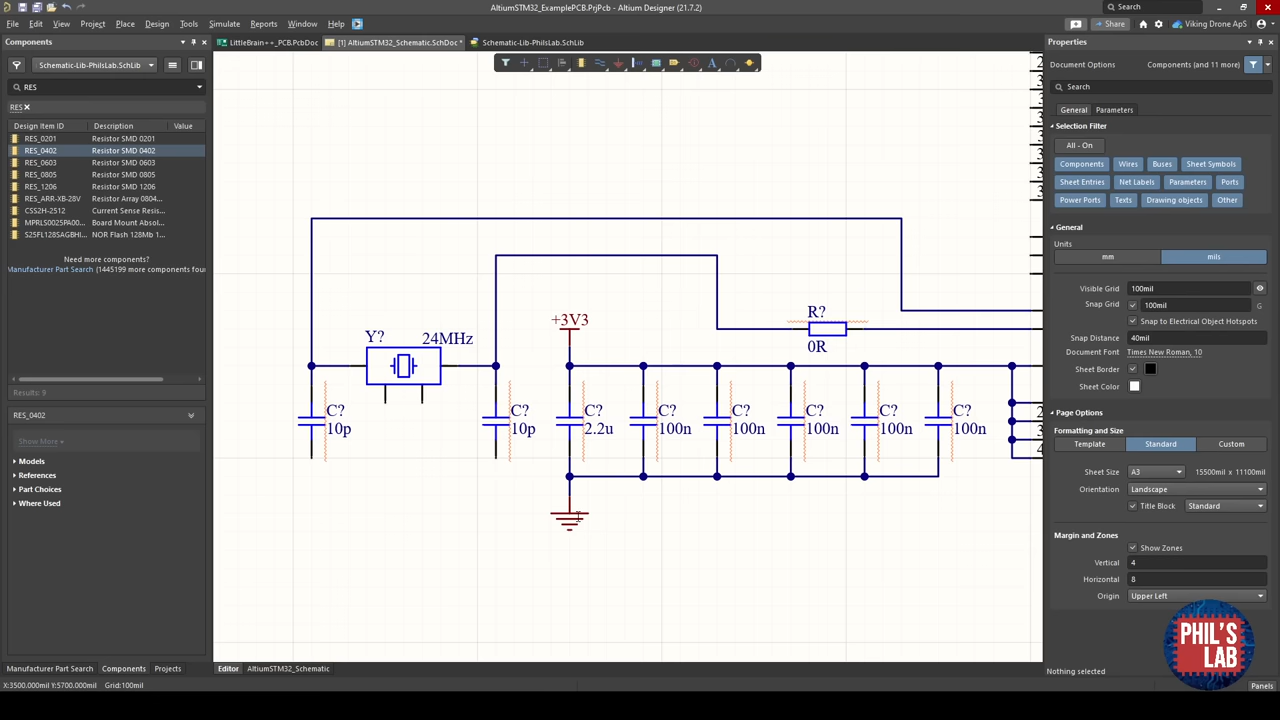 AltiumSTM32_ExamplePCB.PrjPcb - Altium Designer (21.7.2)
Search
File Edit View Project Place Design Tools Simulate Reports Window Help
Share
Viking Drone ApS
Components
LittleBrain++_PCB.PcbDoc
[1] AltiumSTM32_Schematic.SchDoc *
Schematic-Lib-PhilsLab.SchLib
Properties
Schematic-Lib-PhilsLab.SchLib
Document Options
Components (and 11 more)
RES
Search
RES
General
Parameters
Design Item ID Description Value
Selection Filter
RES_0201 Resistor SMD 0201
RES_0402 Resistor SMD 0402
RES_0603 Resistor SMD 0603
RES_0805 Resistor SMD 0805
RES_1206 Resistor SMD 1206
RES_ARR-XB-28V Resistor Array 0804...
CSS2H-2512 Current Sense Resis...
MPRLS0025PA00... Board Mount Absol...
S25FL128SAGBHI... NOR Flash 128Mb 1...
All - On
Components Wires Buses Sheet Symbols
Sheet Entries Net Labels Parameters Ports
Power Ports Texts Drawing objects Other
Need more components?
Manufacturer Part Search (1445199 more components fou
General
Units
mm mils
Visible Grid 100mil
Snap Grid 100mil G
Snap to Electrical Object Hotspots
Snap Distance 40mil
Document Font Times New Roman, 10
Sheet Border
Sheet Color
Results: 9
RES_0402
Show More
Models
References
Part Choices
Where Used
Page Options
Formatting and Size
Template Standard Custom
Sheet Size A3 15500mil x 11100mil
Orientation Landscape
Title Block Standard
Margin and Zones
Show Zones
Vertical 4
Horizontal 8
Origin Upper Left
+3V3
R?
0R
Y?
24MHz
C?
10p
C?
10p
C?
2.2u
C?
100n
C?
100n
C?
100n
C?
100n
C?
100n
PHIL'S
LAB
Manufacturer Part Search Components Projects
Editor AltiumSTM32_Schematic
Nothing selected
X:3500.000mil Y:5700.000mil Grid:100mil
Panels